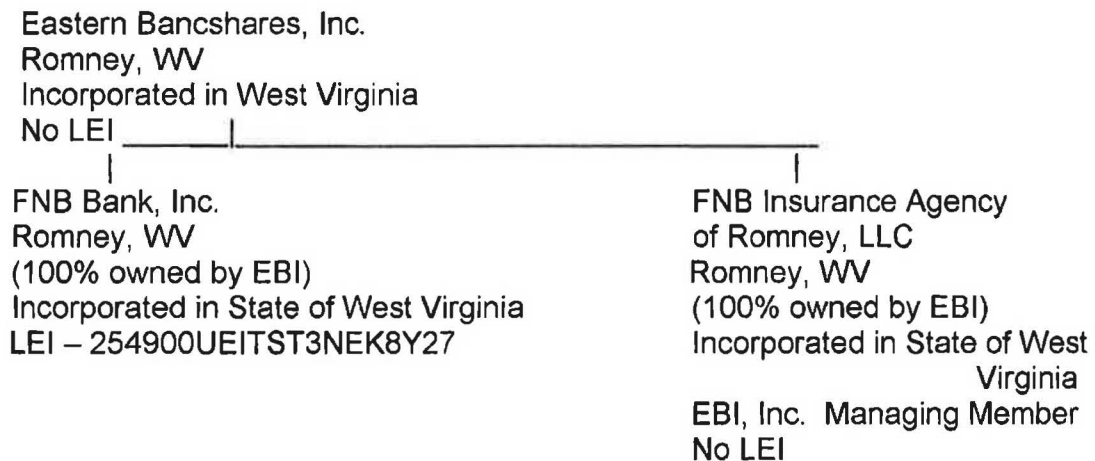 Eastern Bancshares, Inc.
Romney, WV
Incorporated in West Virginia
No LEI
FNB Bank, Inc.
Romney, WV
(100% owned by EBI)
Incorporated in State of West Virginia
LEI – 254900UEITST3NEK8Y27
FNB Insurance Agency
of Romney, LLC
Romney, WV
(100% owned by EBI)
Incorporated in State of West
Virginia
EBI, Inc. Managing Member
No LEI